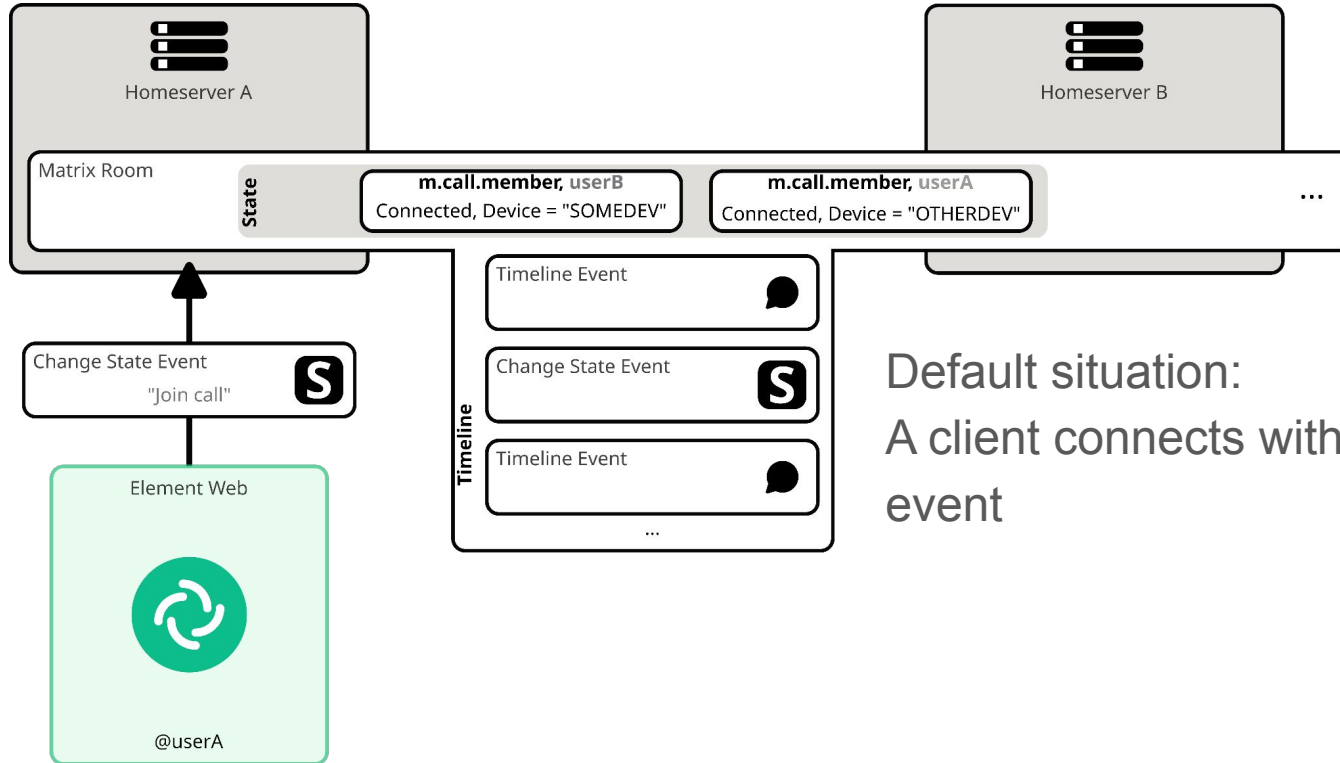 Homeserver A
Homeserver B
Matrix Room
State
m.call.member, userB
Connected, Device = "SOMEDEV"
m.call.member, userA
Connected, Device = "OTHERDEV"
...
Timeline Event
Change State Event
S
Timeline Event
...
Timeline
Change State Event
"Join call"
S
Element Web
@userA
Default situation:
A client connects with
event